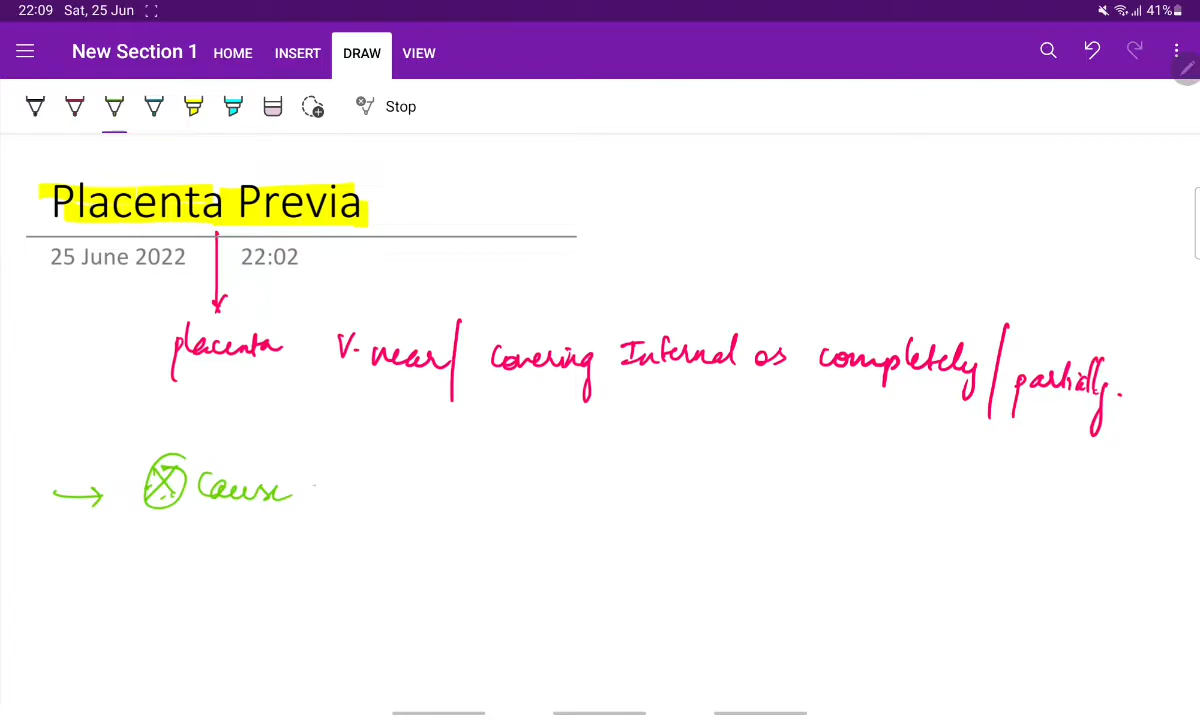 22:09 Sat, 25 Jun 41%
New Section 1 HOME INSERT DRAW VIEW
Stop
Placenta Previa
25 June 2022 22:02
placenta V. near/ covering Internal os completely/partially.
→ cause